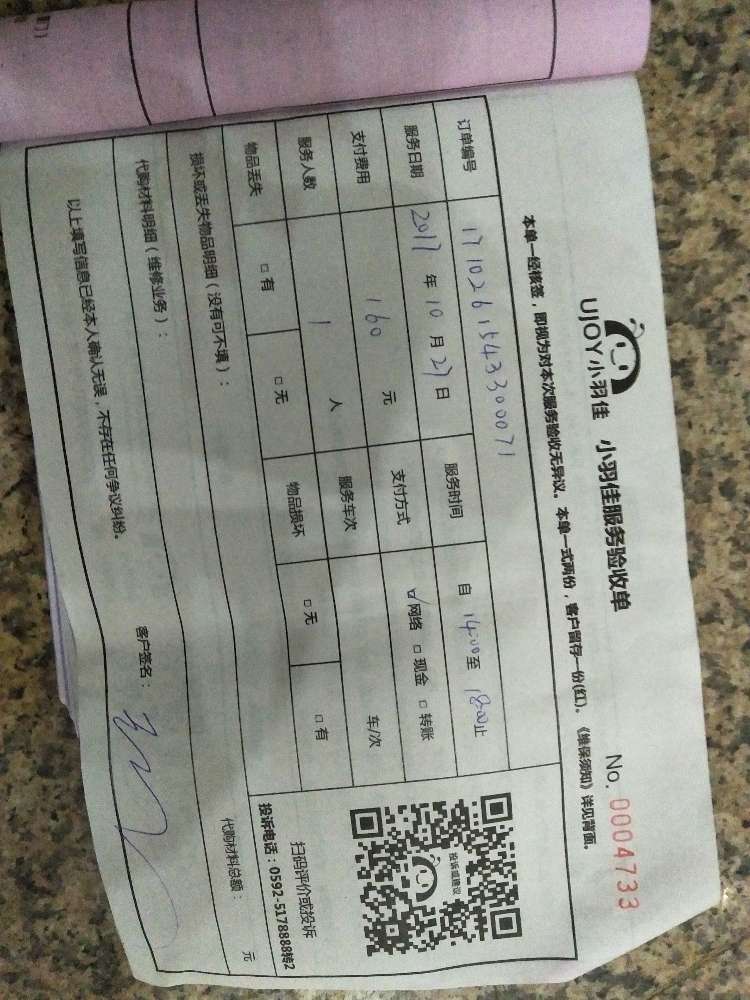 UJOY小羽佳 小羽佳服务验收单 No. 0004733
本单一经核签，即视为对本次服务验收无异议。本单一式两份，客户留存一份(红)。《维保须知》详见背面。
订单编号 17102615433300071
服务日期 2017 年 10 月 27 日 服务时间 自 14:00 至 18:00 止
支付费用 160 元 支付方式 ☑网络 □现金 □转账
服务人数 1 人 服务车次 车/次
物品丢失 □有 □无 物品损坏 □无 □有
投诉或建议
扫码评价或投诉
投诉电话：0592-5178888转2
损坏或丢失物品明细（没有可不填）：
代购材料明细（维修业务）： 代购材料总额： 元
以上填写信息已经本人确认无误，不存在任何争议纠纷。 客户签名：